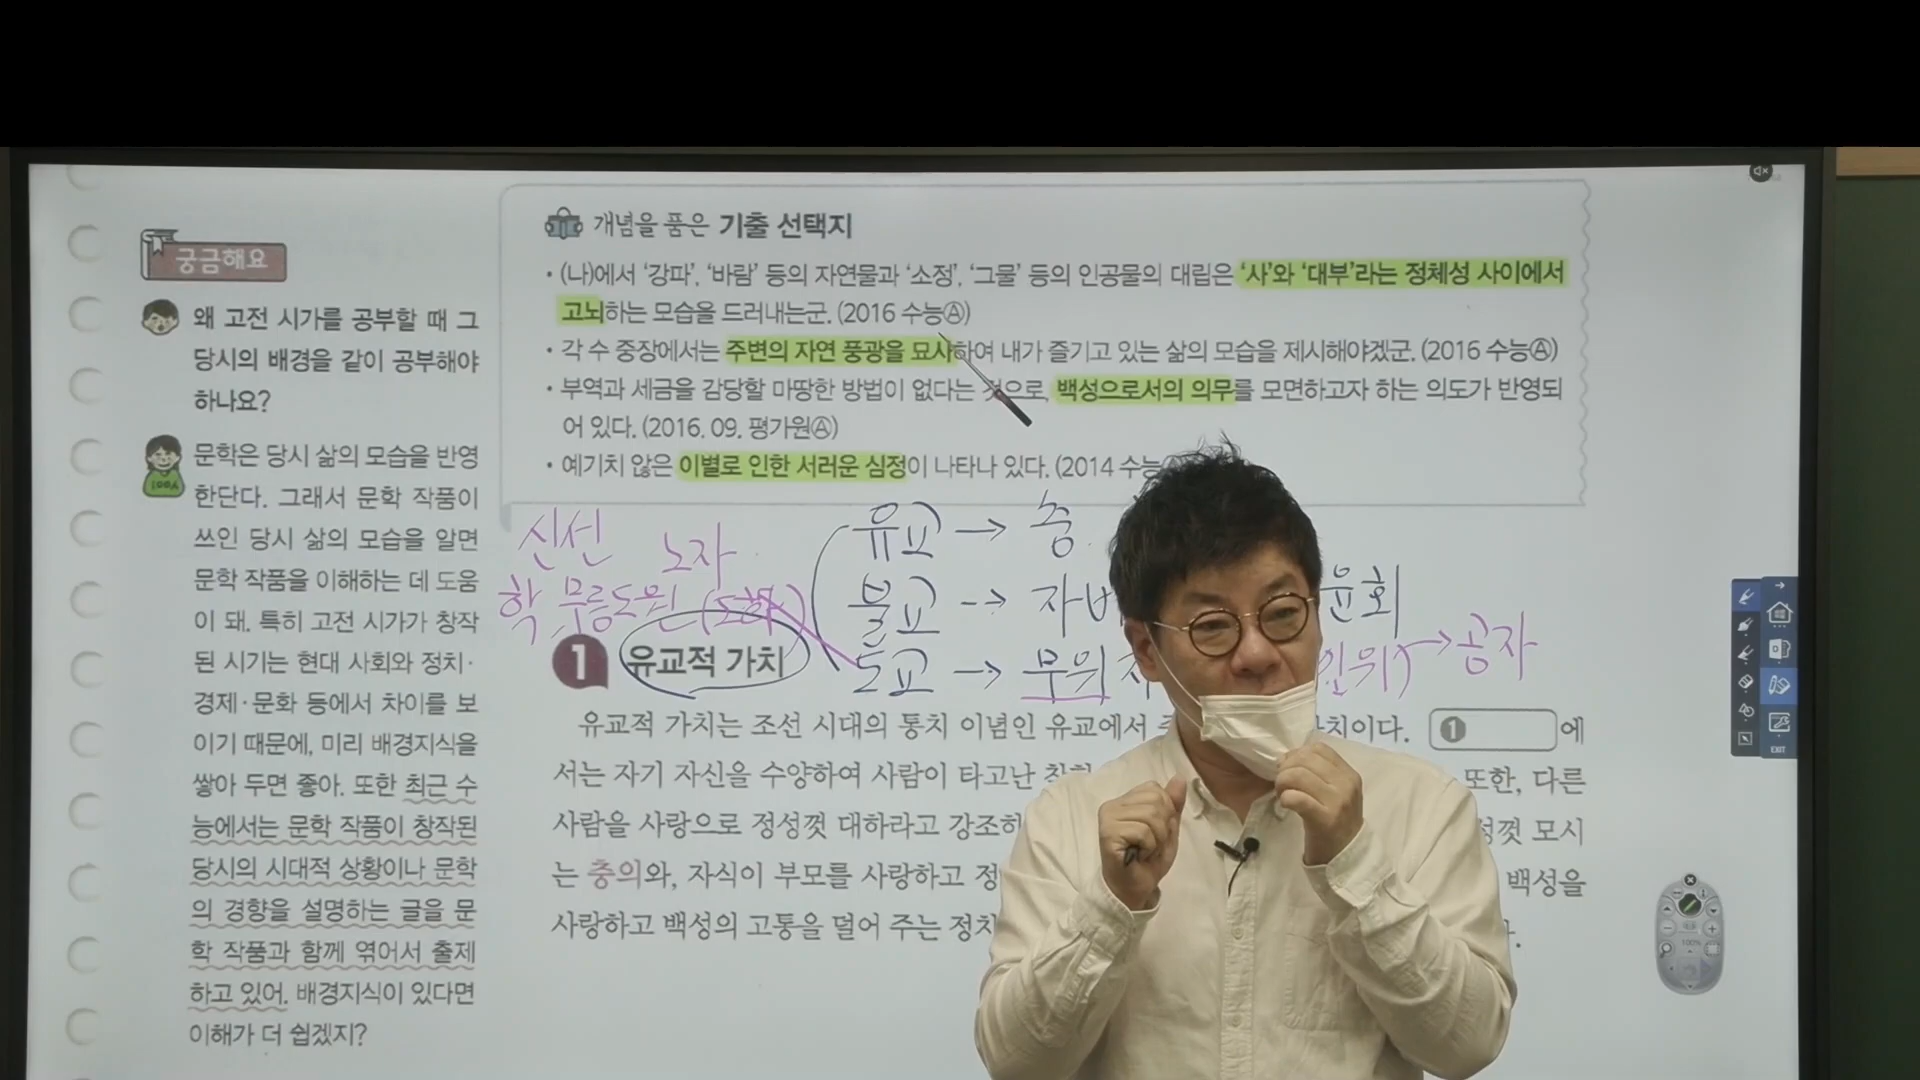 궁금해요
왜 고전 시가를 공부할 때 그
당시의 배경을 같이 공부해야
하나요?
문학은 당시 삶의 모습을 반영
한단다. 그래서 문학 작품이
쓰인 당시 삶의 모습을 알면
문학 작품을 이해하는 데 도움
이 돼. 특히 고전 시가가 창작
된 시기는 현대 사회와 정치·
경제·문화 등에서 차이를 보
이기 때문에, 미리 배경지식을
쌓아 두면 좋아. 또한 최근 수
능에서는 문학 작품이 창작된
당시의 시대적 상황이나 문학
의 경향을 설명하는 글을 문
학 작품과 함께 엮어서 출제
하고 있어. 배경지식이 있다면
이해가 더 쉽겠지?
개념을 품은 기출 선택지
• (나)에서 ‘강파’, ‘바람’ 등의 자연물과 ‘소정’, ‘그물’ 등의 인공물의 대립은 ‘사’와 ‘대부’라는 정체성 사이에서
고뇌하는 모습을 드러내는군. (2016 수능Ⓐ)
• 각 수 중장에서는 주변의 자연 풍광을 묘사하여 내가 즐기고 있는 삶의 모습을 제시해야겠군. (2016 수능Ⓐ)
• 부역과 세금을 감당할 마땅한 방법이 없다는 것으로, 백성으로서의 의무를 모면하고자 하는 의도가 반영되
어 있다. (2016. 09. 평가원Ⓐ)
• 예기치 않은 이별로 인한 서러운 심정이 나타나 있다. (2014 수능
신선 노자
학 무릉도원
유교 → 충
불교 → 자비 윤회
도교 → 무위자 인위) → 공자
1 유교적 가치
유교적 가치는 조선 시대의 통치 이념인 유교에서 치이다. 1 에
서는 자기 자신을 수양하여 사람이 타고난 또한, 다른
사람을 사랑으로 정성껏 대하라고 강조하 성껏 모시
는 충의와, 자식이 부모를 사랑하고 정 백성을
사랑하고 백성의 고통을 덜어 주는 정치
EXIT
100%